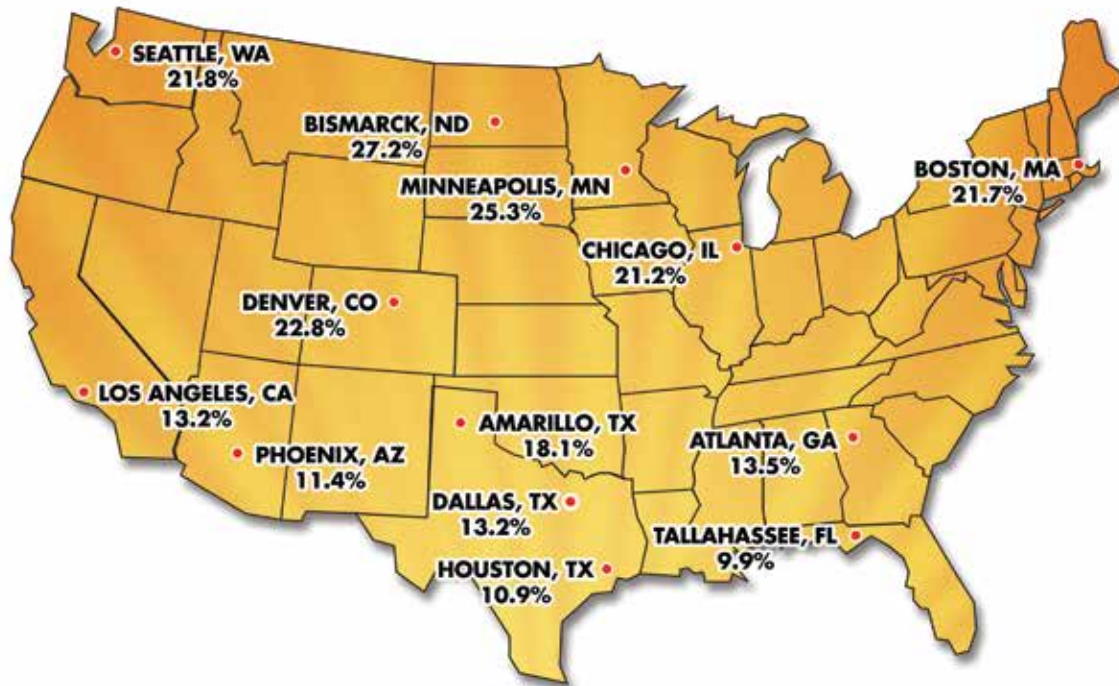 SEATTLE, WA
21.8%
BISMARCK, ND
27.2%
MINNEAPOLIS, MN
25.3%
BOSTON, MA
21.7%
CHICAGO, IL
21.2%
DENVER, CO
22.8%
LOS ANGELES, CA
13.2%
PHOENIX, AZ
11.4%
AMARILLO, TX
18.1%
ATLANTA, GA
13.5%
DALLAS, TX
13.2%
TALLAHASSEE, FL
9.9%
HOUSTON, TX
10.9%